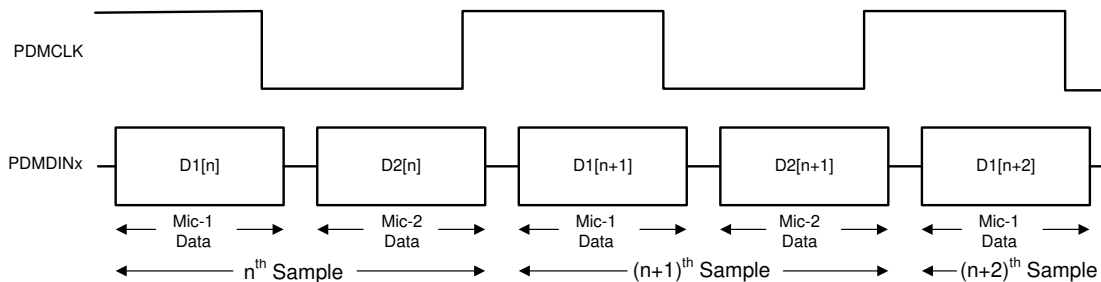 PDMCLK
PDMDINx
D1[n]
D2[n]
D1[n+1]
D2[n+1]
D1[n+2]
Mic-1
Data
Mic-2
Data
Mic-1
Data
Mic-2
Data
Mic-1
Data
nth Sample
(n+1)th Sample
(n+2)th Sample